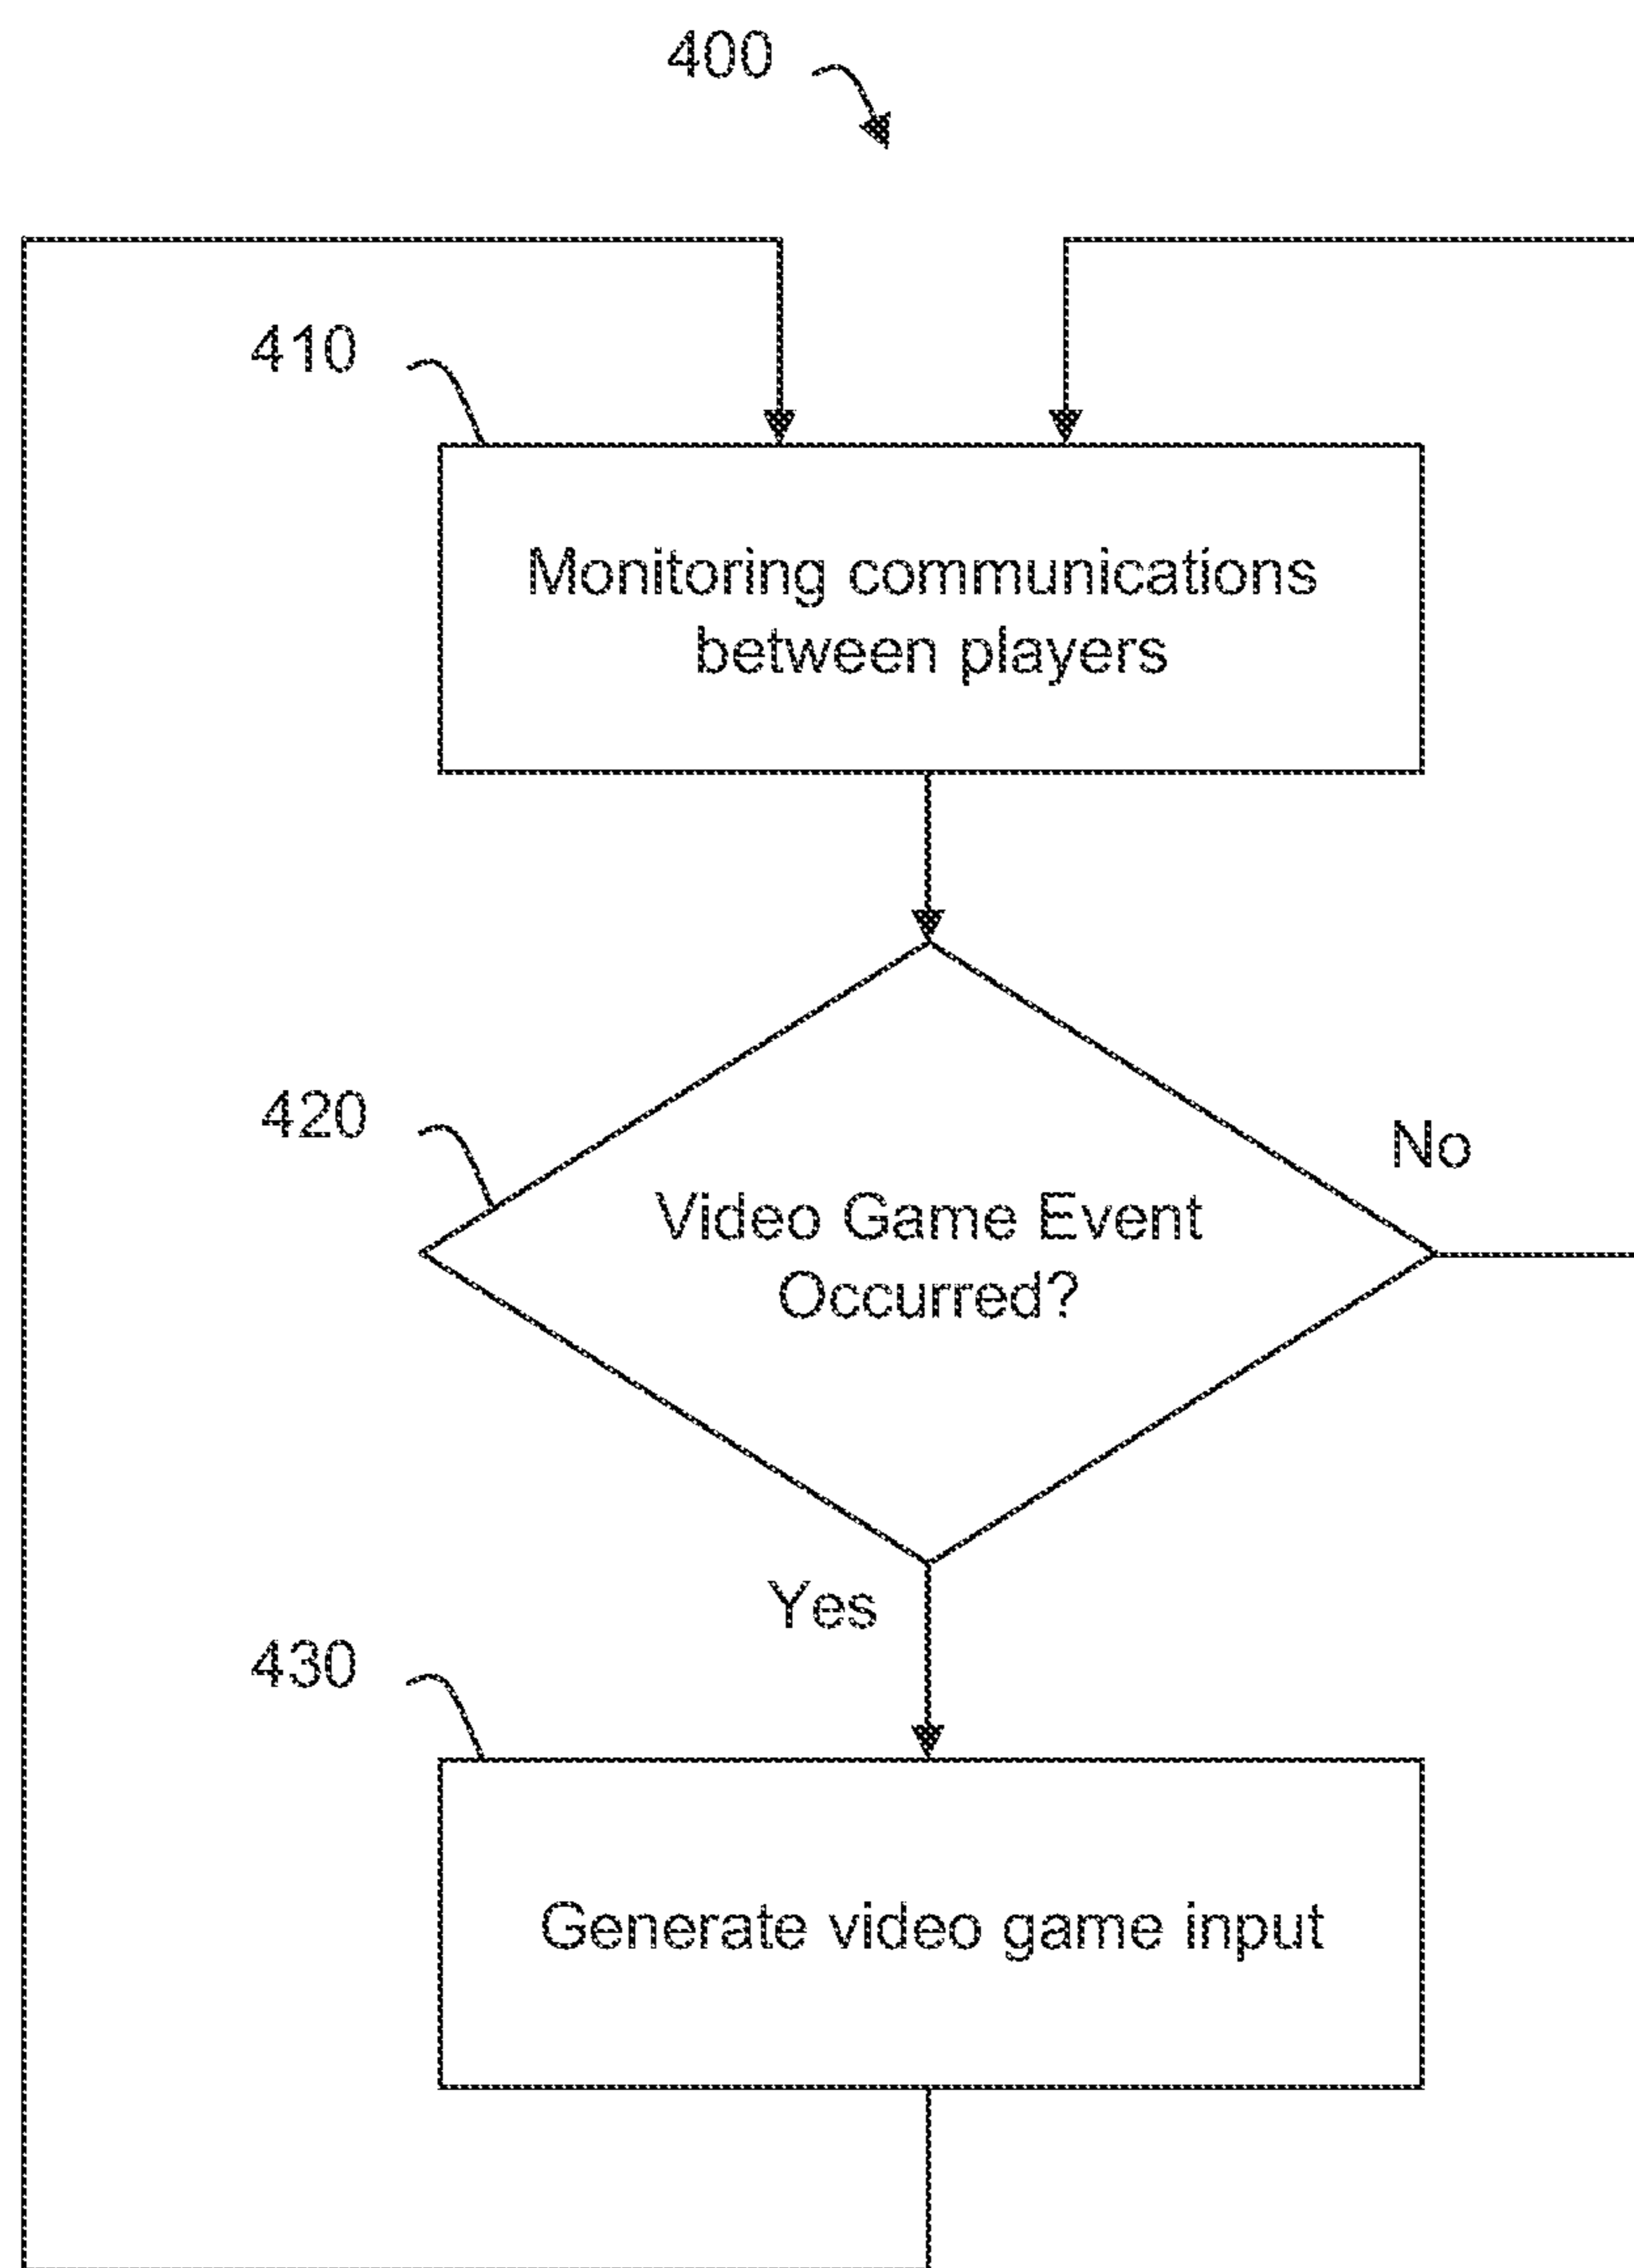 400
410
Monitoring communications
between players
420
No
Video Game Event
Occurred?
Yes
430
Generate video game input